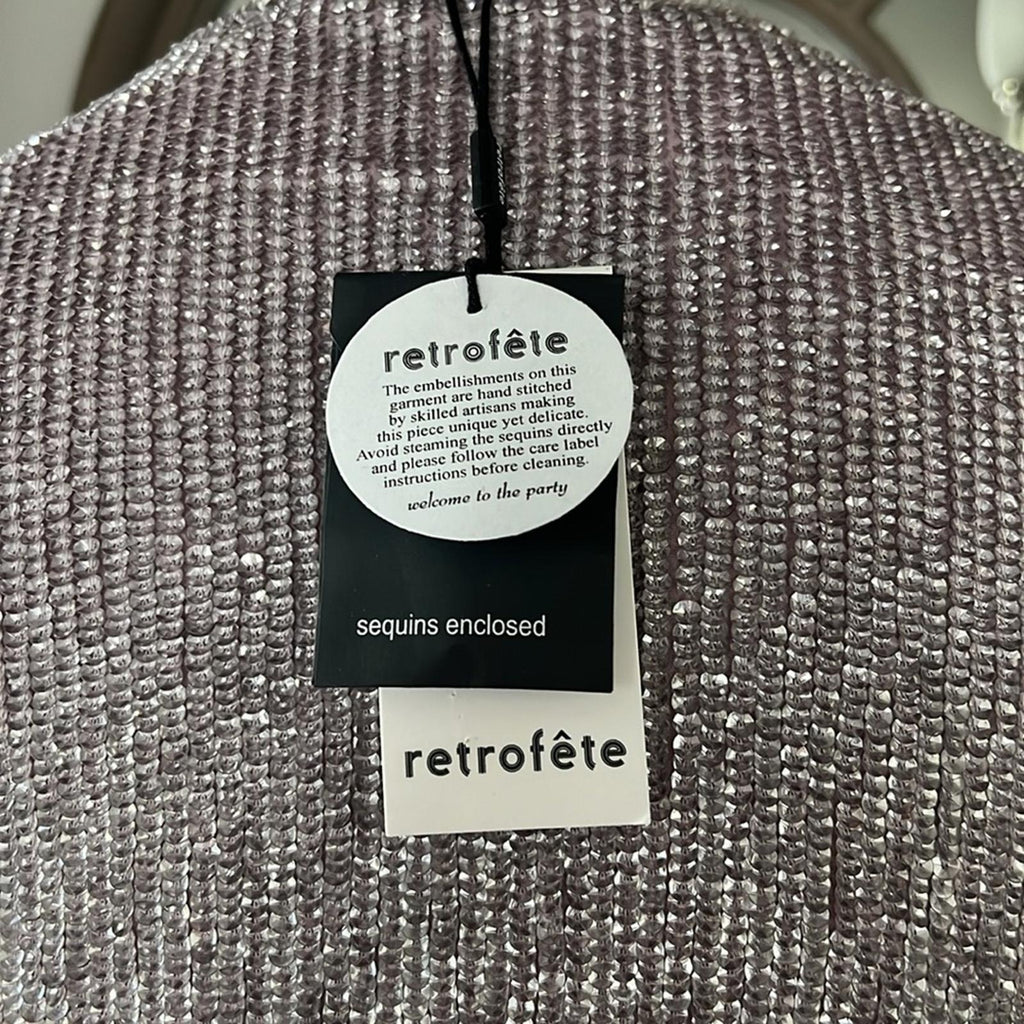 retrofête
The embellishments on this
garment are hand stitched
by skilled artisans making
this piece unique yet delicate.
Avoid steaming the sequins directly
and please follow the care label
instructions before cleaning.
welcome to the party
sequins enclosed
retrofête